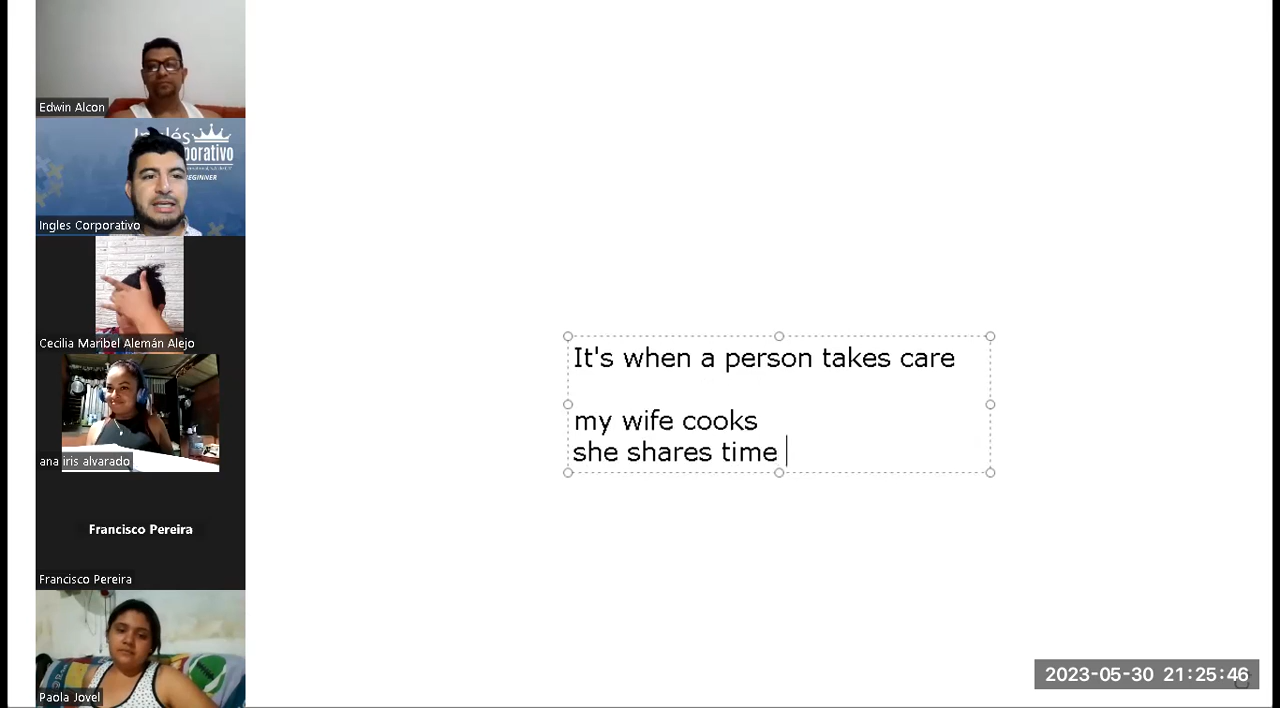 Edwin Alcon
Inglés
BEGINNER
Ingles Corporativo
Cecilia Maribel Alemán Alejo
ana iris alvarado
Francisco Pereira
Francisco Pereira
Paola Jovel
It's when a person takes care
my wife cooks
she shares time
2023-05-30 21:25:46